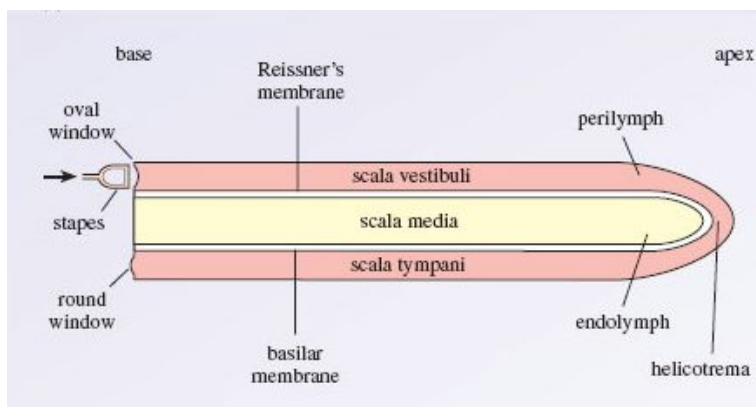 base
apex
Reissner's
membrane
oval
window
perilymph
scala vestibuli
stapes
scala media
scala tympani
round
window
endolymph
basilar
membrane
helicotrema